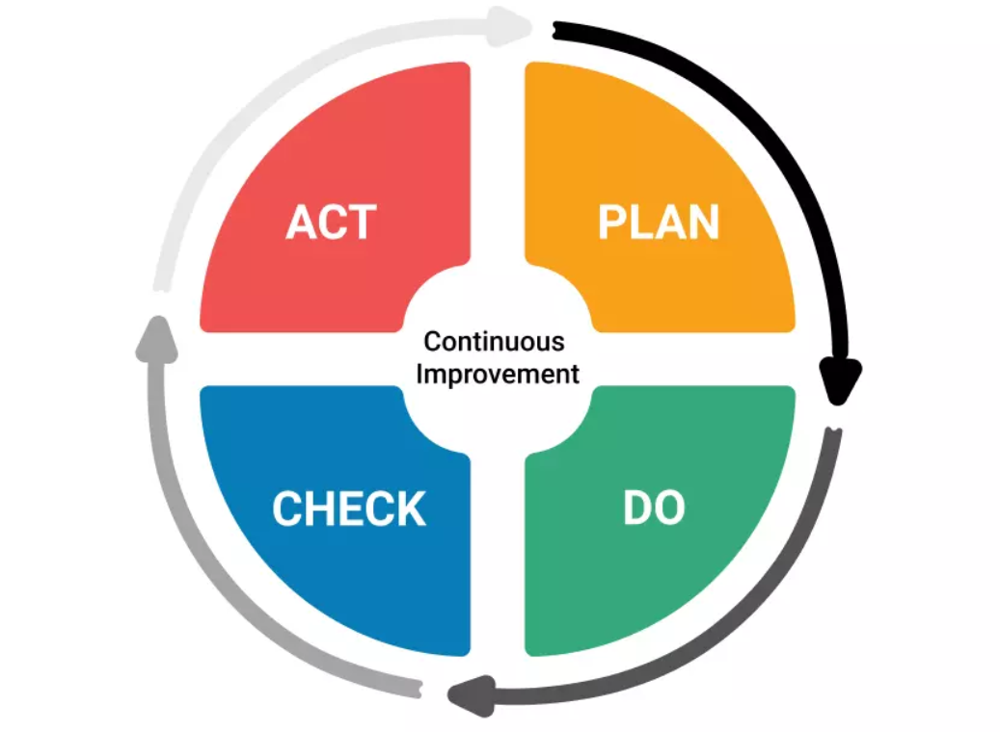 ACT
PLAN
Continuous
Improvement
CHECK
DO